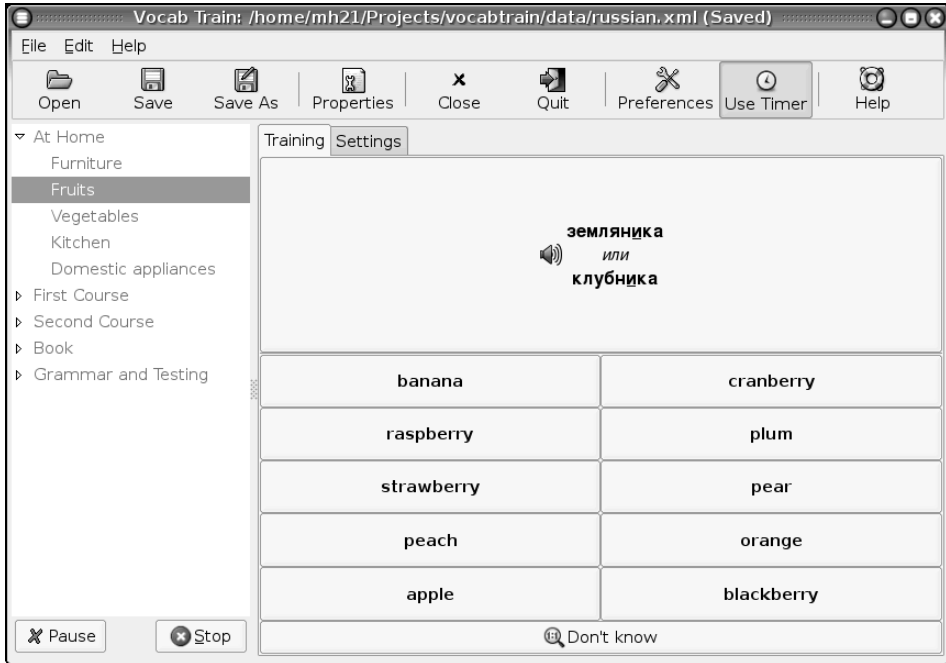 Vocab Train: /home/mh21/Projects/vocabtrain/data/russian.xml (Saved)
File Edit Help
Open Save Save As Properties Close Quit Preferences Use Timer Help
At Home
Furniture
Fruits
Vegetables
Kitchen
Domestic appliances
First Course
Second Course
Book
Grammar and Testing
Pause Stop
Training Settings
земляника
или
клубника
banana cranberry
raspberry plum
strawberry pear
peach orange
apple blackberry
Don't know